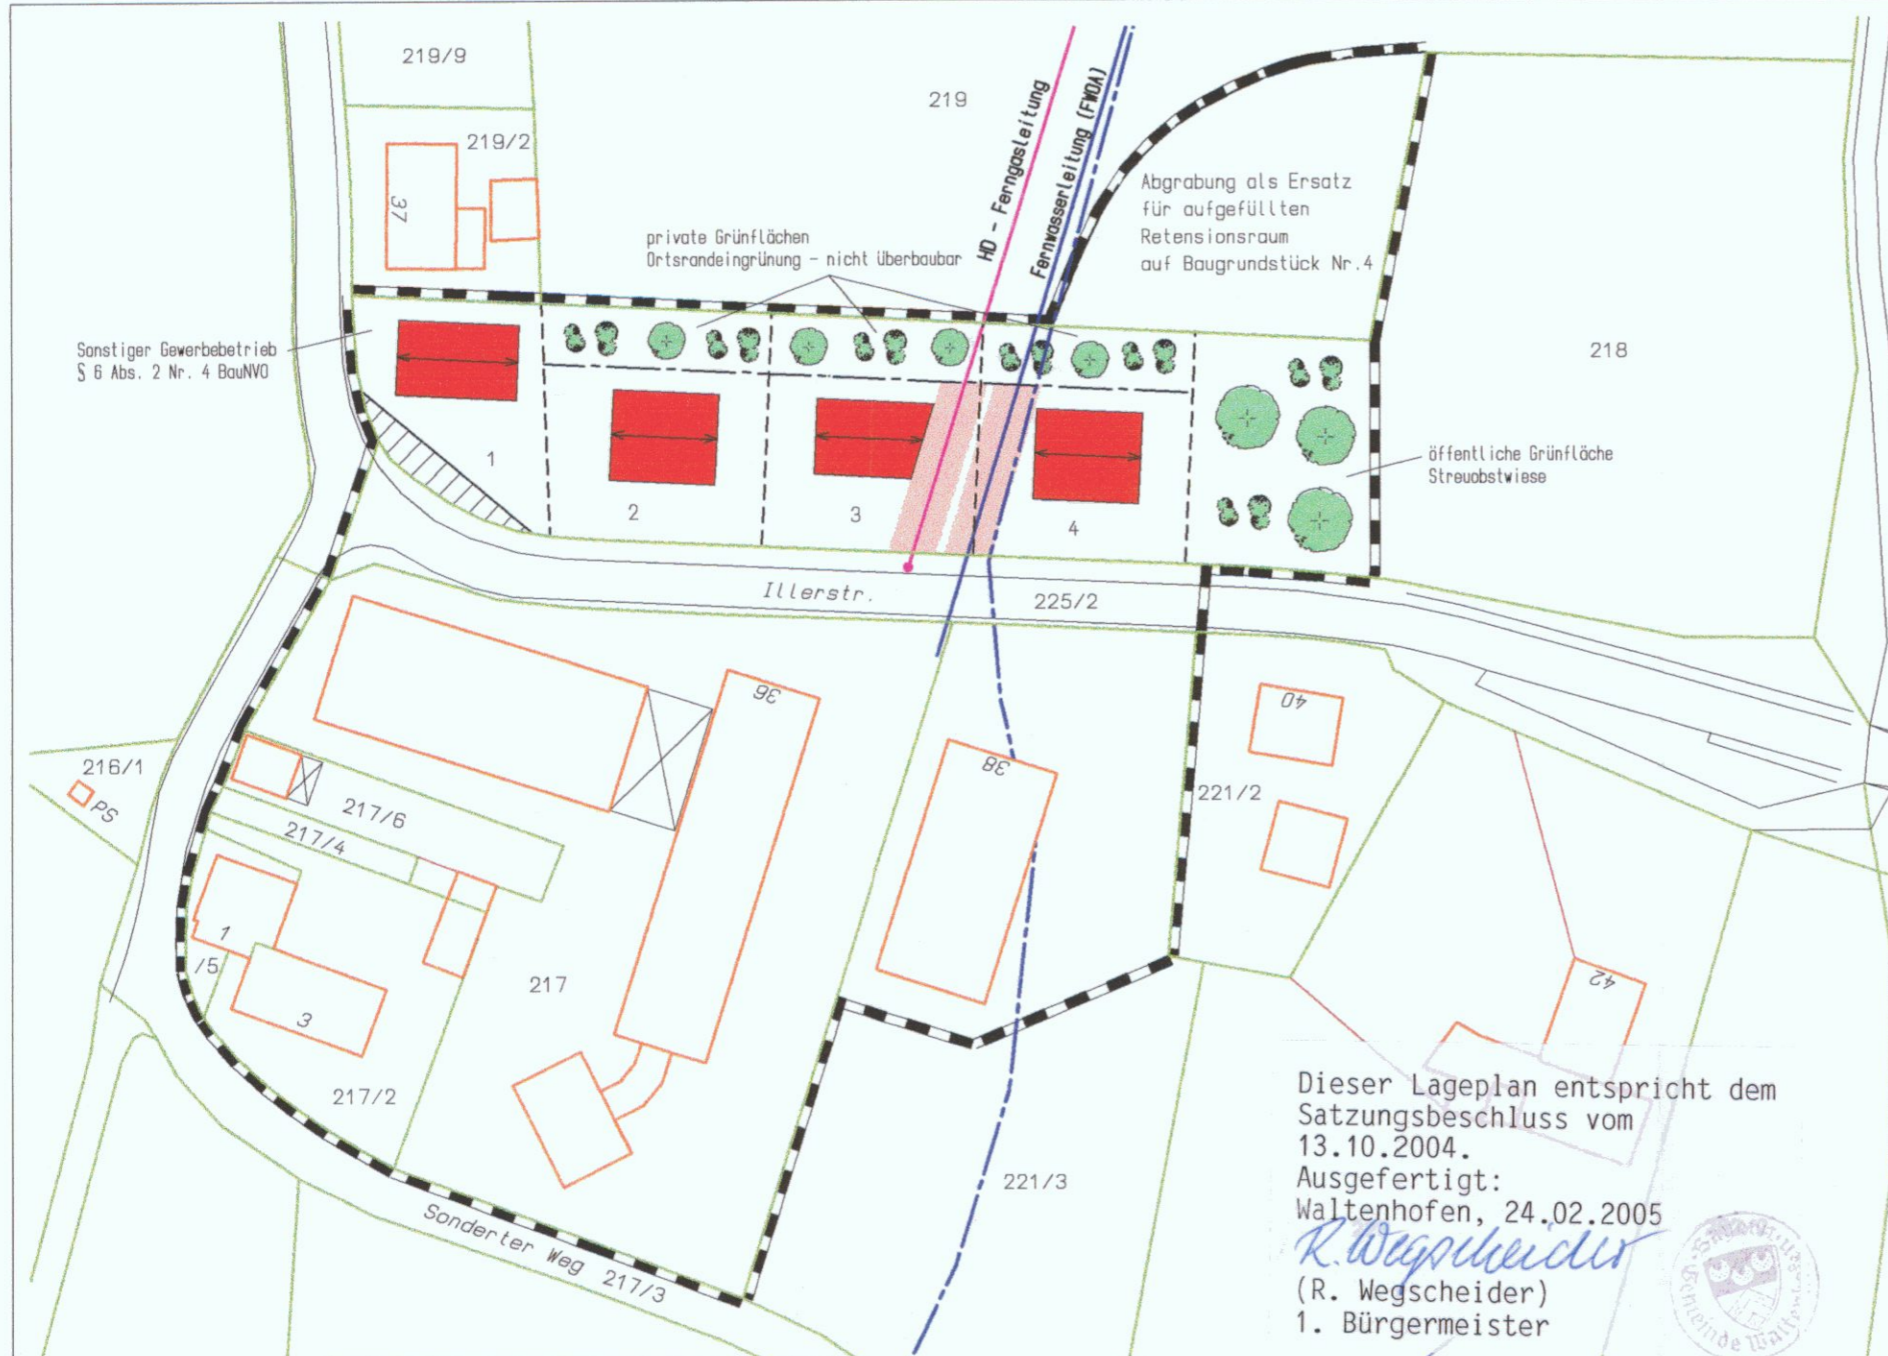 219/9
219
219/2
37
HD - Ferngasleitung
Fernwasserleitung (FWOA)
Abgrabung als Ersatz
für aufgefüllten
Retensionsraum
auf Baugrundstück Nr.4
private Grünflächen
Ortsrandeingrünung - nicht überbaubar
Sonstiger Gewerbebetrieb
§ 6 Abs. 2 Nr. 4 BauNVO
218
öffentliche Grünfläche
Streuobstwiese
1
2
3
4
Illerstr.
225/2
36
38
40
221/2
216/1
PS
217/6
217/4
1
/5
3
217
42
217/2
221/3
Sonderter Weg 217/3
Dieser Lageplan entspricht dem
Satzungsbeschluss vom
13.10.2004.
Ausgefertigt:
Waltenhofen, 24.02.2005
R. Wegscheider
(R. Wegscheider)
1. Bürgermeister
Gemeinde